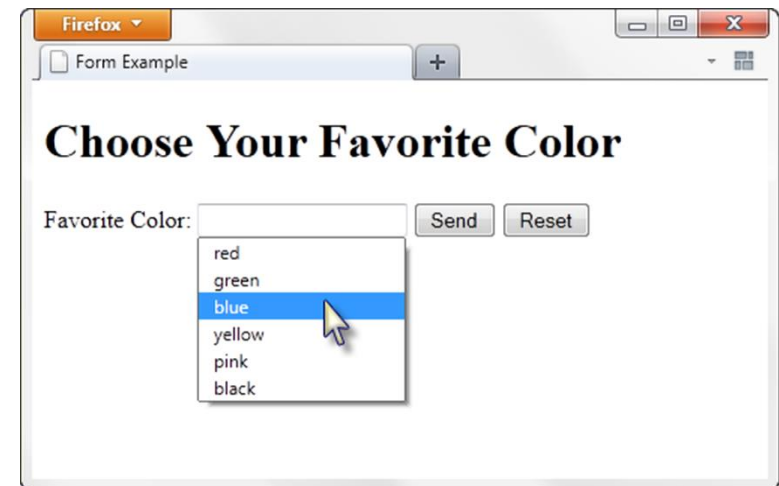 Firefox
Form Example
Choose Your Favorite Color
Favorite Color: Send Reset
red
green
blue
yellow
pink
black